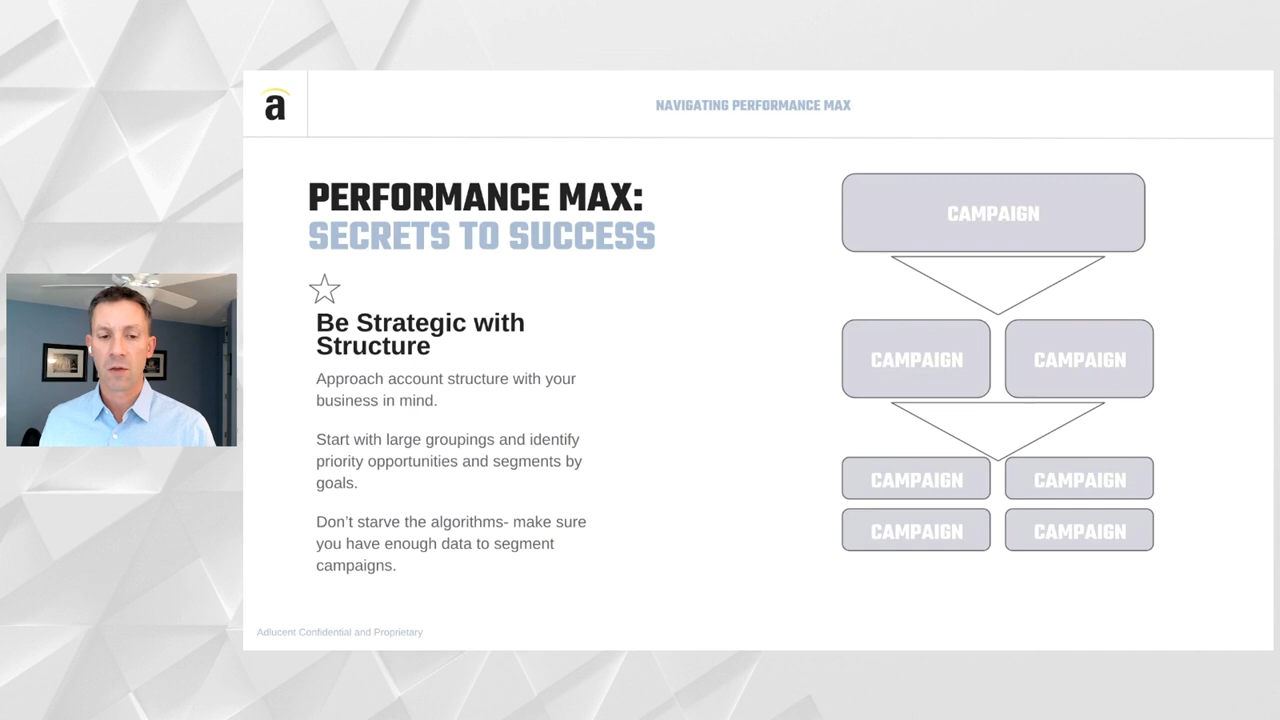 a
NAVIGATING PERFORMANCE MAX
PERFORMANCE MAX:
SECRETS TO SUCCESS
Be Strategic with
Structure
Approach account structure with your
business in mind.
Start with large groupings and identify
priority opportunities and segments by
goals.
Don’t starve the algorithms- make sure
you have enough data to segment
campaigns.
CAMPAIGN
CAMPAIGN CAMPAIGN
CAMPAIGN CAMPAIGN
CAMPAIGN CAMPAIGN
Adlucent Confidential and Proprietary